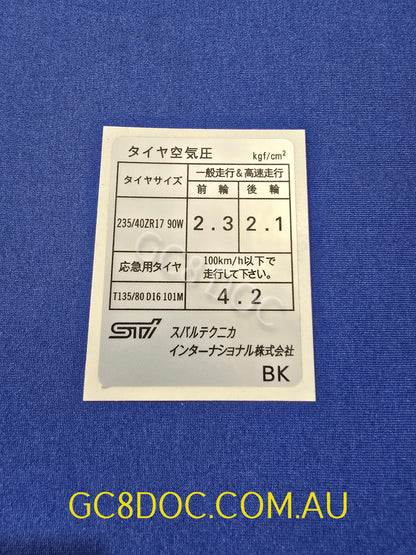 タイヤ空気圧 kgf/cm²
タイヤサイズ 一般走行&高速走行
前輪 後輪
235/40ZR17 90W 2.3 2.1
応急用タイヤ 100km/h以下で
走行して下さい。
T135/80 D16 101M 4.2
GC8DOC
STi スバルテクニカ
インターナショナル株式会社
BK
GC8DOC.COM.AU